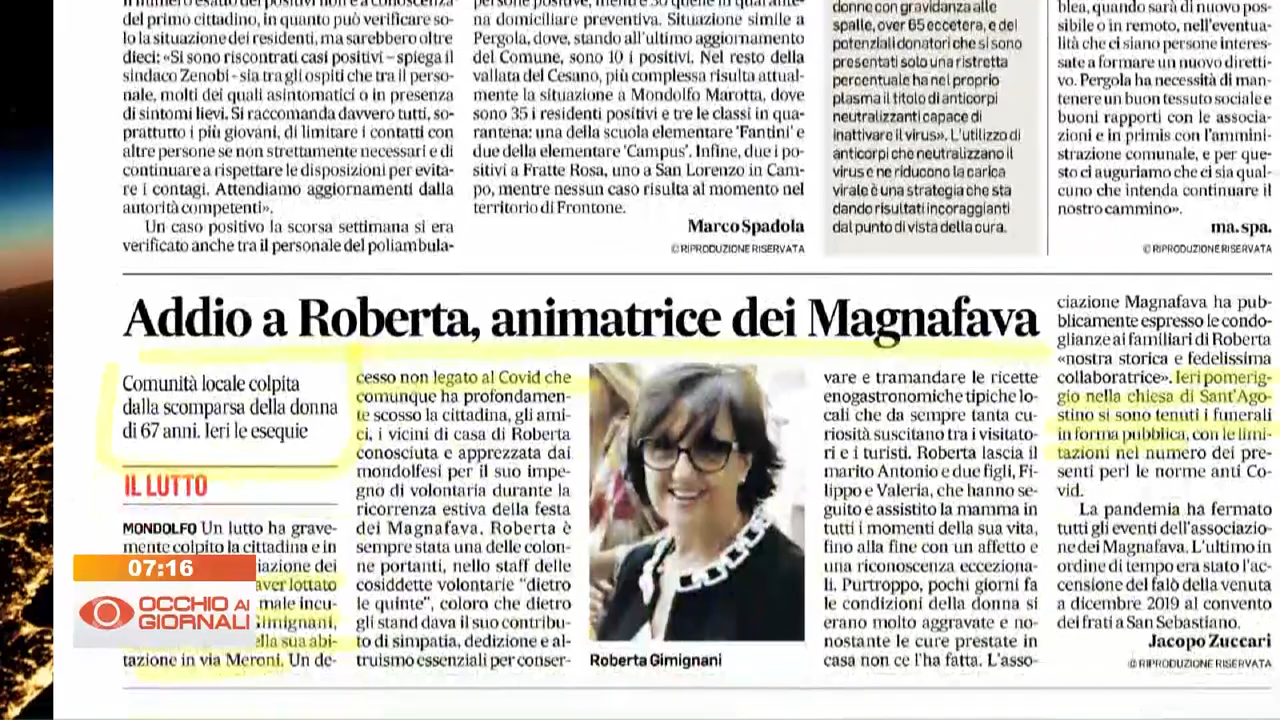 del primo cittadino, in quanto può verificare so-
lo la situazione dei residenti, ma sarebbero oltre
dieci: «Si sono riscontrati casi positivi – spiega il
sindaco Zenobi - sia tra gli ospiti che tra il perso-
nale, molti dei quali asintomatici o in presenza
di sintomi lievi. Si raccomanda davvero tutti, so-
prattutto i più giovani, di limitare i contatti con
altre persone se non strettamente necessari e di
continuare a rispettare le disposizioni per evita-
re i contagi. Attendiamo aggiornamenti dalla
autorità competenti».
Un caso positivo la scorsa settimana si era
verificato anche tra il personale del poliambula-
na domiciliare preventiva. Situazione simile a
Pergola, dove, stando all'ultimo aggiornamento
del Comune, sono 10 i positivi. Nel resto della
vallata del Cesano, più complessa risulta attual-
mente la situazione a Mondolfo Marotta, dove
sono 35 i residenti positivi e tre le classi in qua-
rantena: una della scuola elementare 'Fantini' e
due della elementare 'Campus'. Infine, due i po-
sitivi a Fratte Rosa, uno a San Lorenzo in Cam-
po, mentre nessun caso risulta al momento nel
territorio di Frontone.
Marco Spadola
© RIPRODUZIONE RISERVATA
donne con gravidanza alle
spalle, over 65 eccetera, e dei
potenziali donatori che si sono
presentati solo una ristretta
percentuale ha nel proprio
plasma il titolo di anticorpi
neutralizzanti capace di
inattivare il virus». L'utilizzo di
anticorpi che neutralizzano il
virus e ne riducono la carica
virale è una strategia che sta
dando risultati incoraggianti
dal punto di vista della cura.
blea, quando sarà di nuovo pos-
sibile o in remoto, nell'eventua-
lità che ci siano persone interes-
sate a formare un nuovo diretti-
vo. Pergola ha necessità di man-
tenere un buon tessuto sociale e
buoni rapporti con le associa-
zioni e in primis con l'ammini-
strazione comunale, e per que-
sto ci auguriamo che ci sia qual-
cuno che intenda continuare il
nostro cammino».
ma. spa.
© RIPRODUZIONE RISERVATA
Addio a Roberta, animatrice dei Magnafava
Comunità locale colpita
dalla scomparsa della donna
di 67 anni. Ieri le esequie
IL LUTTO
MONDOLFO Un lutto ha grave-
mente colpito la cittadina e in
iazione dei
aver lottato
male incu-
Gimignani,
ella sua abi-
tazione in via Meroni. Un de-
cesso non legato al Covid che
comunque ha profondamen-
te scosso la cittadina, gli ami-
ci, i vicini di casa di Roberta
conosciuta e apprezzata dai
mondolfesi per il suo impe-
gno di volontaria durante la
ricorrenza estiva della festa
dei Magnafava. Roberta è
sempre stata una delle colon-
ne portanti, nello staff delle
cosiddette volontarie "dietro
le quinte", coloro che dietro
gli stand dava il suo contribu-
to di simpatia, dedizione e al-
truismo essenziali per conser-
Roberta Gimignani
vare e tramandare le ricette
enogastronomiche tipiche lo-
cali che da sempre tanta cu-
riosità suscitano tra i visitato-
ri e i turisti. Roberta lascia il
marito Antonio e due figli, Fi-
lippo e Valeria, che hanno se-
guito e assistito la mamma in
tutti i momenti della sua vita,
fino alla fine con un affetto e
una riconoscenza ecceziona-
li. Purtroppo, pochi giorni fa
le condizioni della donna si
erano molto aggravate e no-
nostante le cure prestate in
casa non ce l'ha fatta. L'asso-
ciazione Magnafava ha pub-
blicamente espresso le condo-
glianze ai familiari di Roberta
«nostra storica e fedelissima
collaboratrice». Ieri pomerig-
gio nella chiesa di Sant'Ago-
stino si sono tenuti i funerali
in forma pubblica, con le limi-
tazioni nel numero dei pre-
senti perl le norme anti Co-
vid.
La pandemia ha fermato
tutti gli eventi dell'associazio-
ne dei Magnafava. L'ultimo in
ordine di tempo era stato l'ac-
censione del falò della venuta
a dicembre 2019 al convento
dei frati a San Sebastiano.
Jacopo Zuccari
© RIPRODUZIONE RISERVATA
07:16
OCCHIO AI
GIORNALI